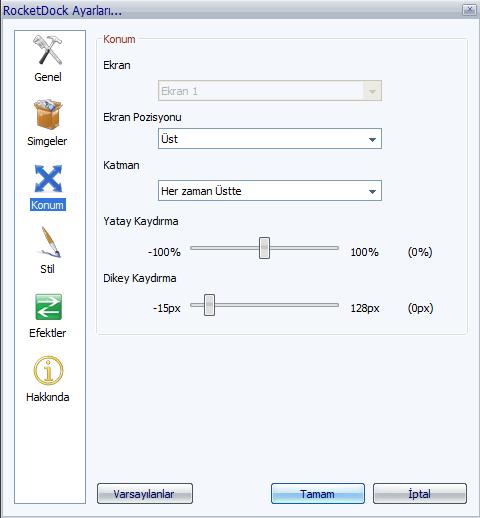 RocketDock Ayarları...
Genel
Simgeler
Konum
Stil
Efektler
Hakkında
Konum
Ekran
Ekran 1
Ekran Pozisyonu
Üst
Katman
Her zaman Üstte
Yatay Kaydırma
-100% 100% (0%)
Dikey Kaydırma
-15px 128px (0px)
Varsayılanlar Tamam İptal